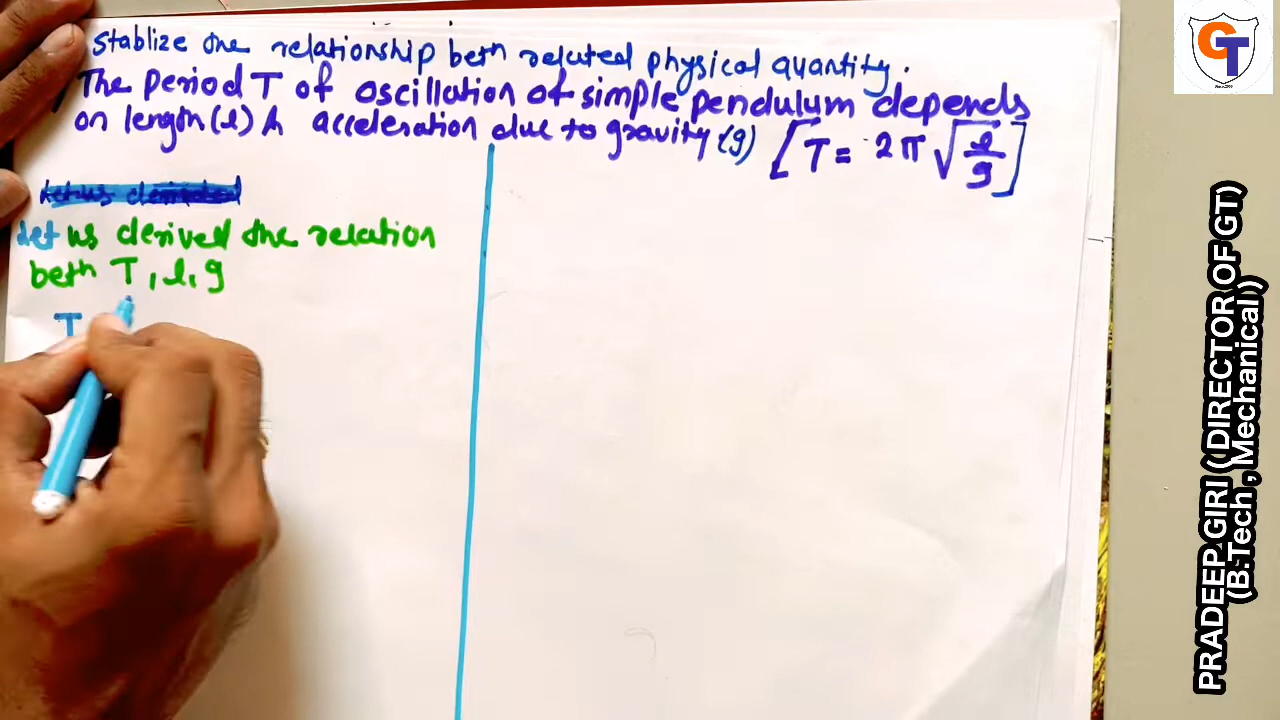 stablize the relationship betn related physical quantity.
The period T of oscillation of simple pendulum depends
on length (l) & acceleration due to gravity (g) [T = 2π √(l/g)]
Let us derived the relation
betn T, l, g
T
GT
PRADEEP GIRI ( DIRECTOR OF GT)
(B.Tech , Mechanical )